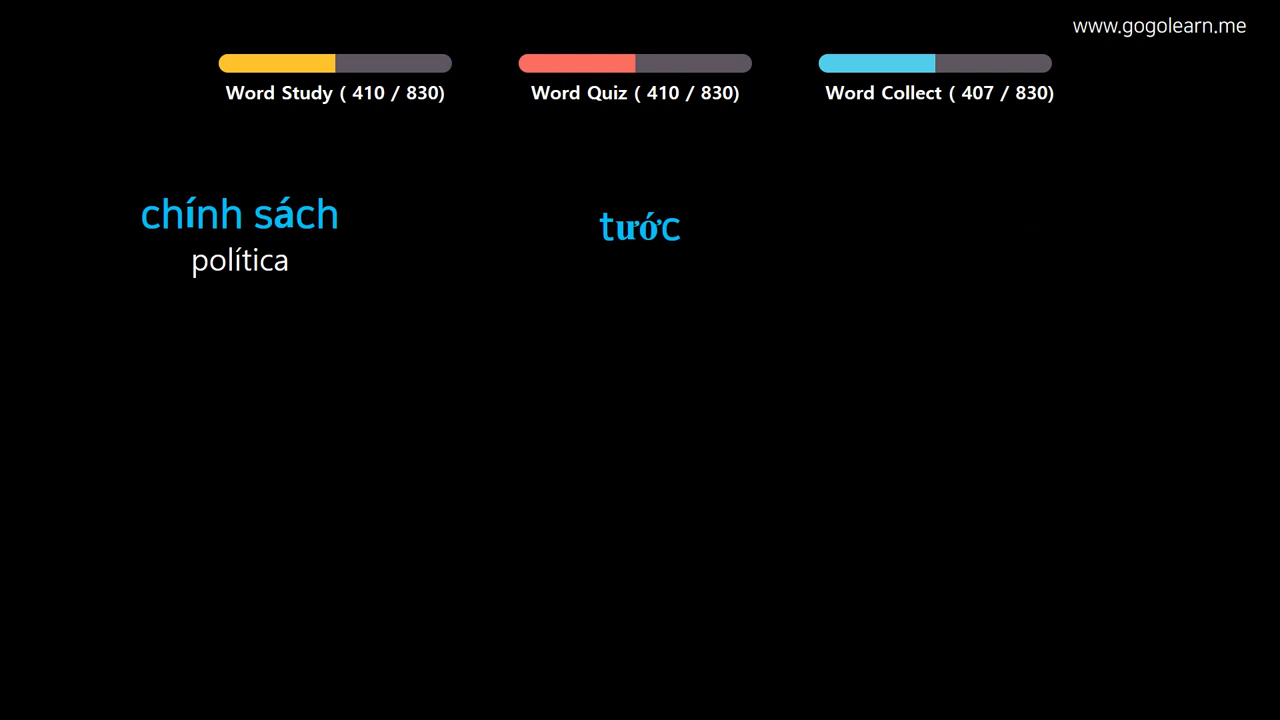 www.gogolearn.me
Word Study ( 410 / 830)
Word Quiz ( 410 / 830)
Word Collect ( 407 / 830)
chính sách
política
tước